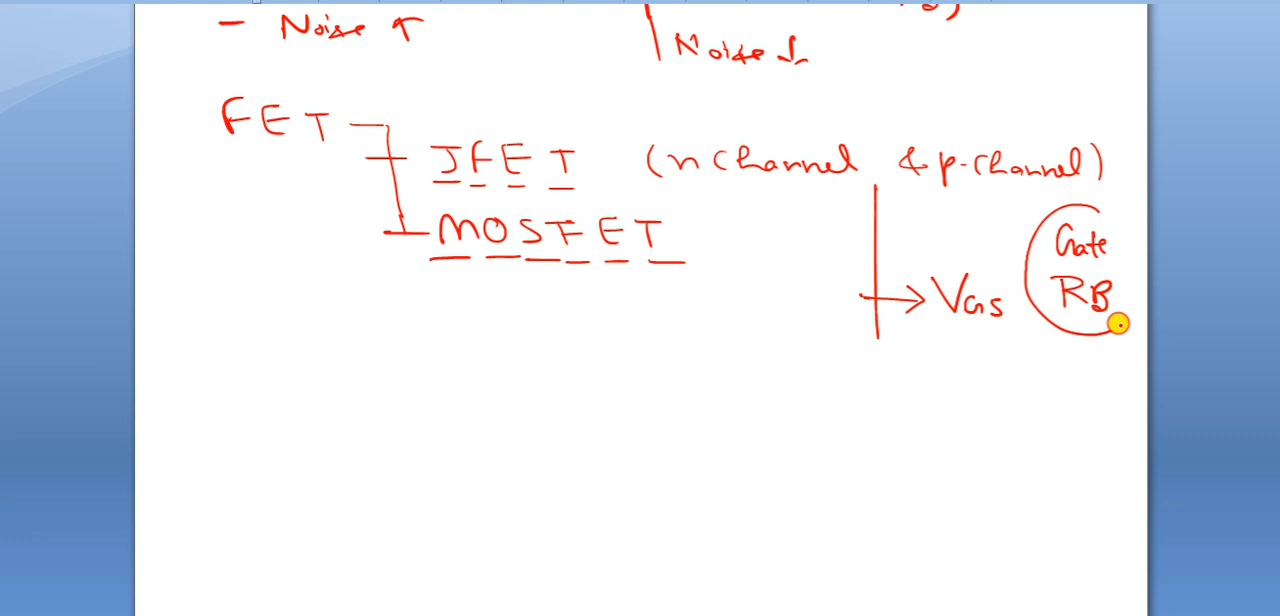 - Noise ↑
Noise ↓
FET
JFET (n channel & p-channel)
MOSFET
→ VGS
Gate
RB